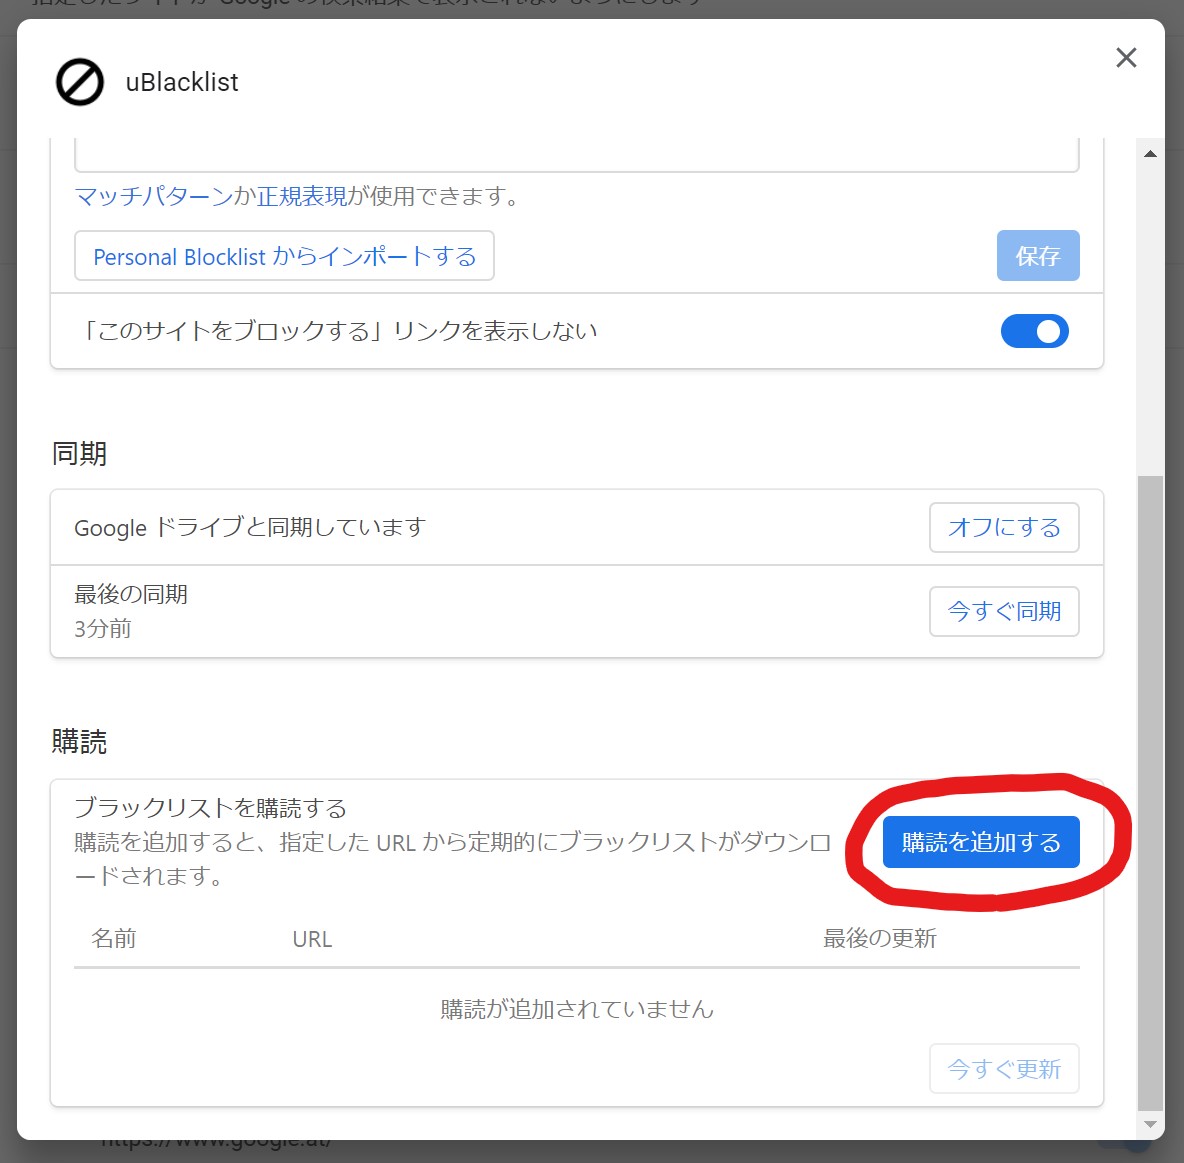 uBlacklist
マッチパターンか正規表現が使用できます。
Personal Blocklist からインポートする
保存
「このサイトをブロックする」リンクを表示しない
同期
Google ドライブと同期しています
オフにする
最後の同期
3分前
今すぐ同期
購読
ブラックリストを購読する
購読を追加すると、指定した URL から定期的にブラックリストがダウンロ
ードされます。
購読を追加する
名前 URL 最後の更新
購読が追加されていません
今すぐ更新
https://www.google.at/